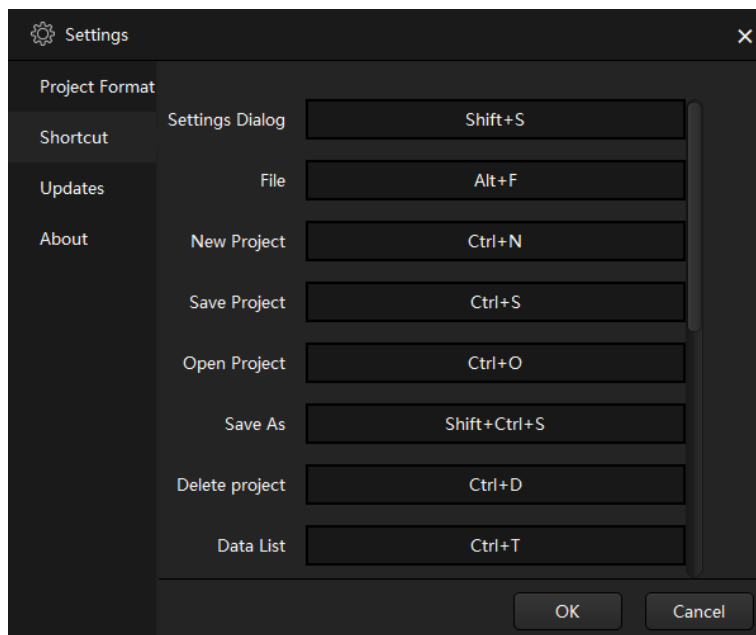 Settings
Project Format
Shortcut
Updates
About
Settings Dialog Shift+S
File Alt+F
New Project Ctrl+N
Save Project Ctrl+S
Open Project Ctrl+O
Save As Shift+Ctrl+S
Delete project Ctrl+D
Data List Ctrl+T
OK Cancel